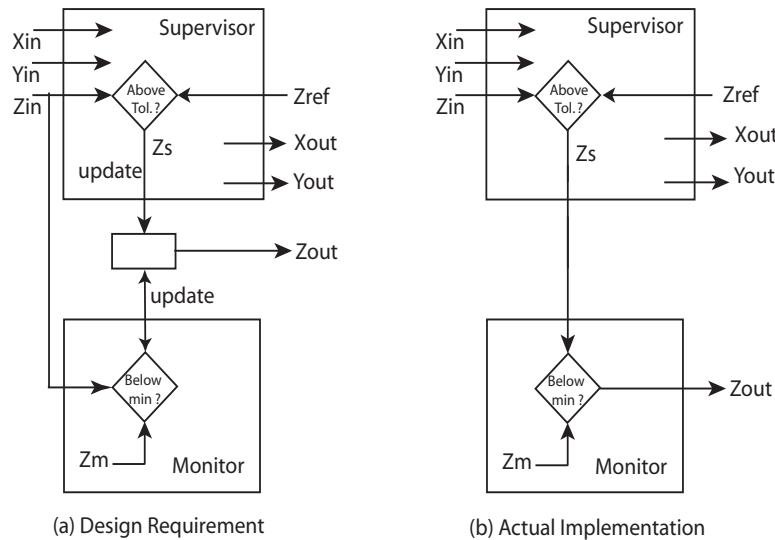 Supervisor
Xin
Yin
Zin
Above
Tol.?
Zref
Zs
Xout
update
Yout
Zout
update
Below
min ?
Zm
Monitor
(a) Design Requirement
Supervisor
Xin
Yin
Zin
Above
Tol.?
Zref
Xout
Zs
Yout
Below
min ?
Zout
Zm
Monitor
(b) Actual Implementation